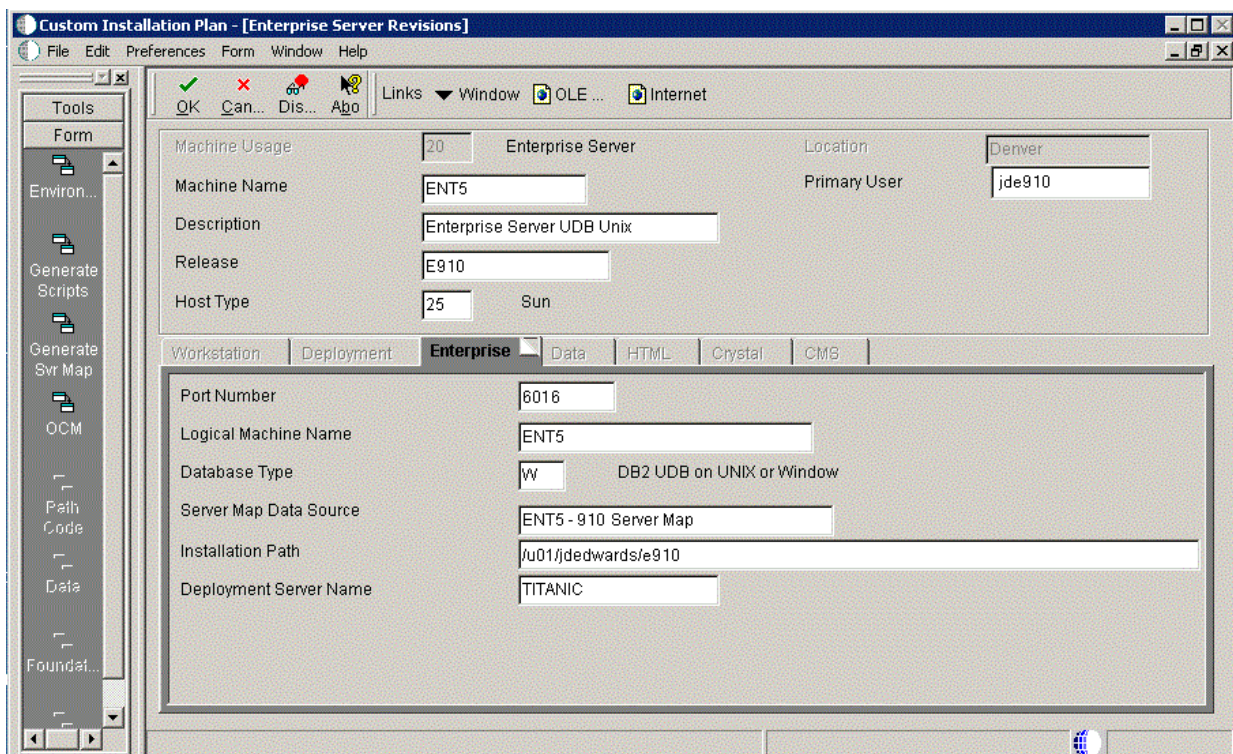 Custom Installation Plan - [Enterprise Server Revisions]
File Edit Preferences Form Window Help
OK Can... Dis... Abo Links Window OLE ... Internet
Tools
Form
Environ...
Generate
Scripts
Generate
Svr Map
OCM
Path
Code
Data
Foundat...
Machine Usage 20 Enterprise Server Location Denver
Machine Name ENT5 Primary User jde910
Description Enterprise Server UDB Unix
Release E910
Host Type 25 Sun
Workstation Deployment Enterprise Data HTML Crystal CMS
Port Number 6016
Logical Machine Name ENT5
Database Type W DB2 UDB on UNIX or Window
Server Map Data Source ENT5 - 910 Server Map
Installation Path /u01/jdedwards/e910
Deployment Server Name TITANIC